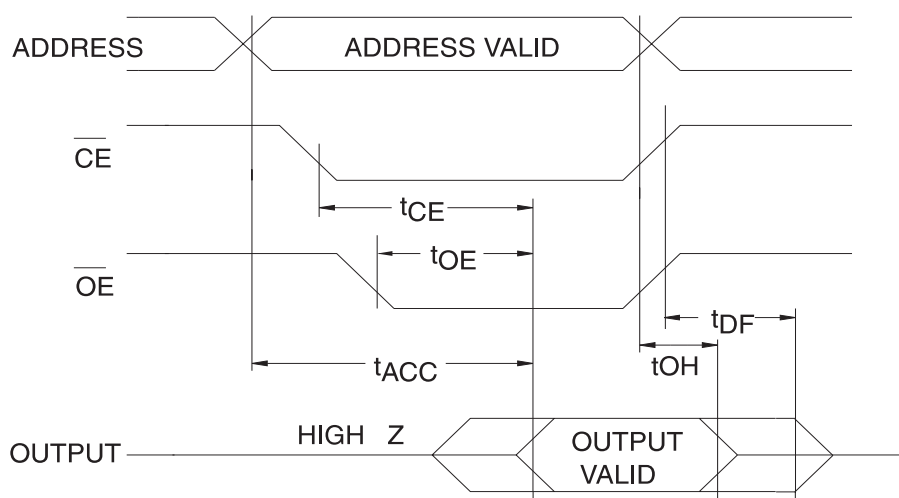 ADDRESS
ADDRESS VALID
CE
tCE
tOE
OE
tDF
tACC
tOH
HIGH Z
OUTPUT
OUTPUT
VALID